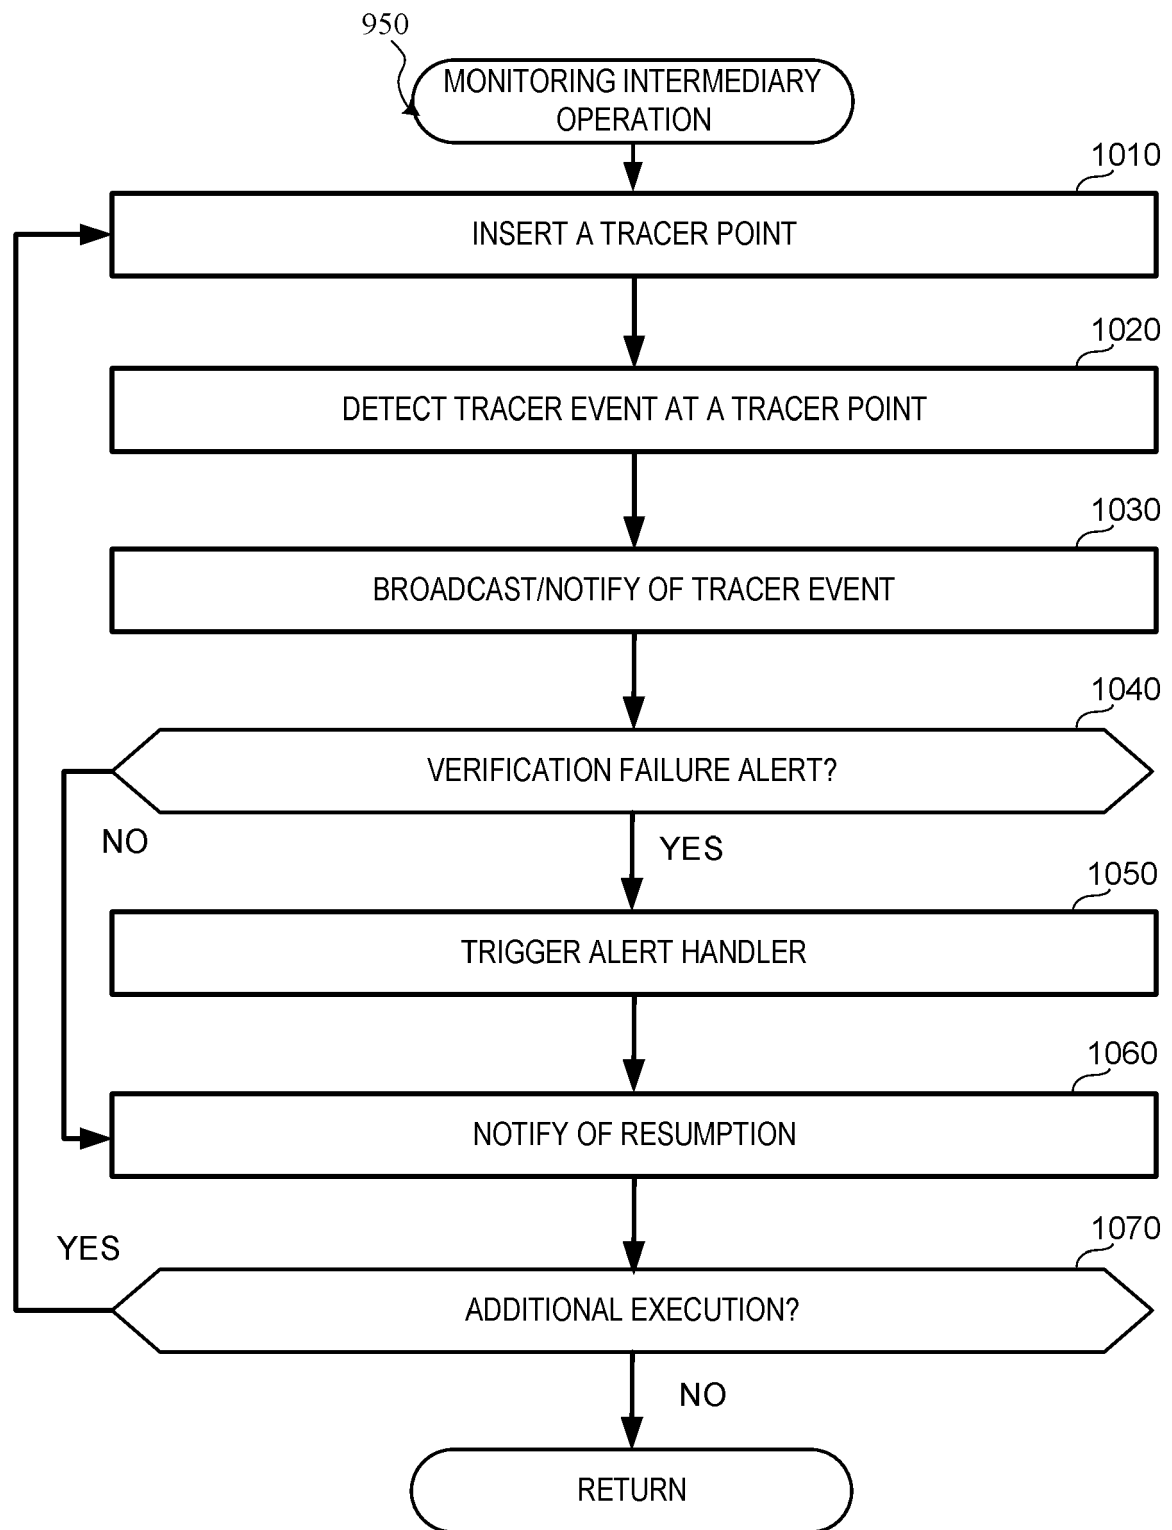 950
MONITORING INTERMEDIARY
OPERATION
1010
INSERT A TRACER POINT
1020
DETECT TRACER EVENT AT A TRACER POINT
1030
BROADCAST/NOTIFY OF TRACER EVENT
1040
VERIFICATION FAILURE ALERT?
NO
YES
1050
TRIGGER ALERT HANDLER
1060
NOTIFY OF RESUMPTION
YES
1070
ADDITIONAL EXECUTION?
NO
RETURN